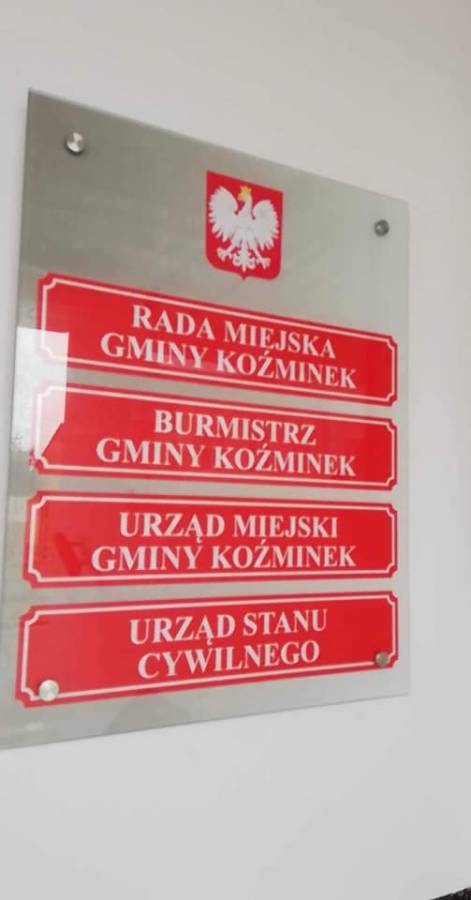 RADA MIEJSKA
GMINY KOŹMINEK
BURMISTRZ
GMINY KOŹMINEK
URZĄD MIEJSKI
GMINY KOŹMINEK
URZĄD STANU
CYWILNEGO